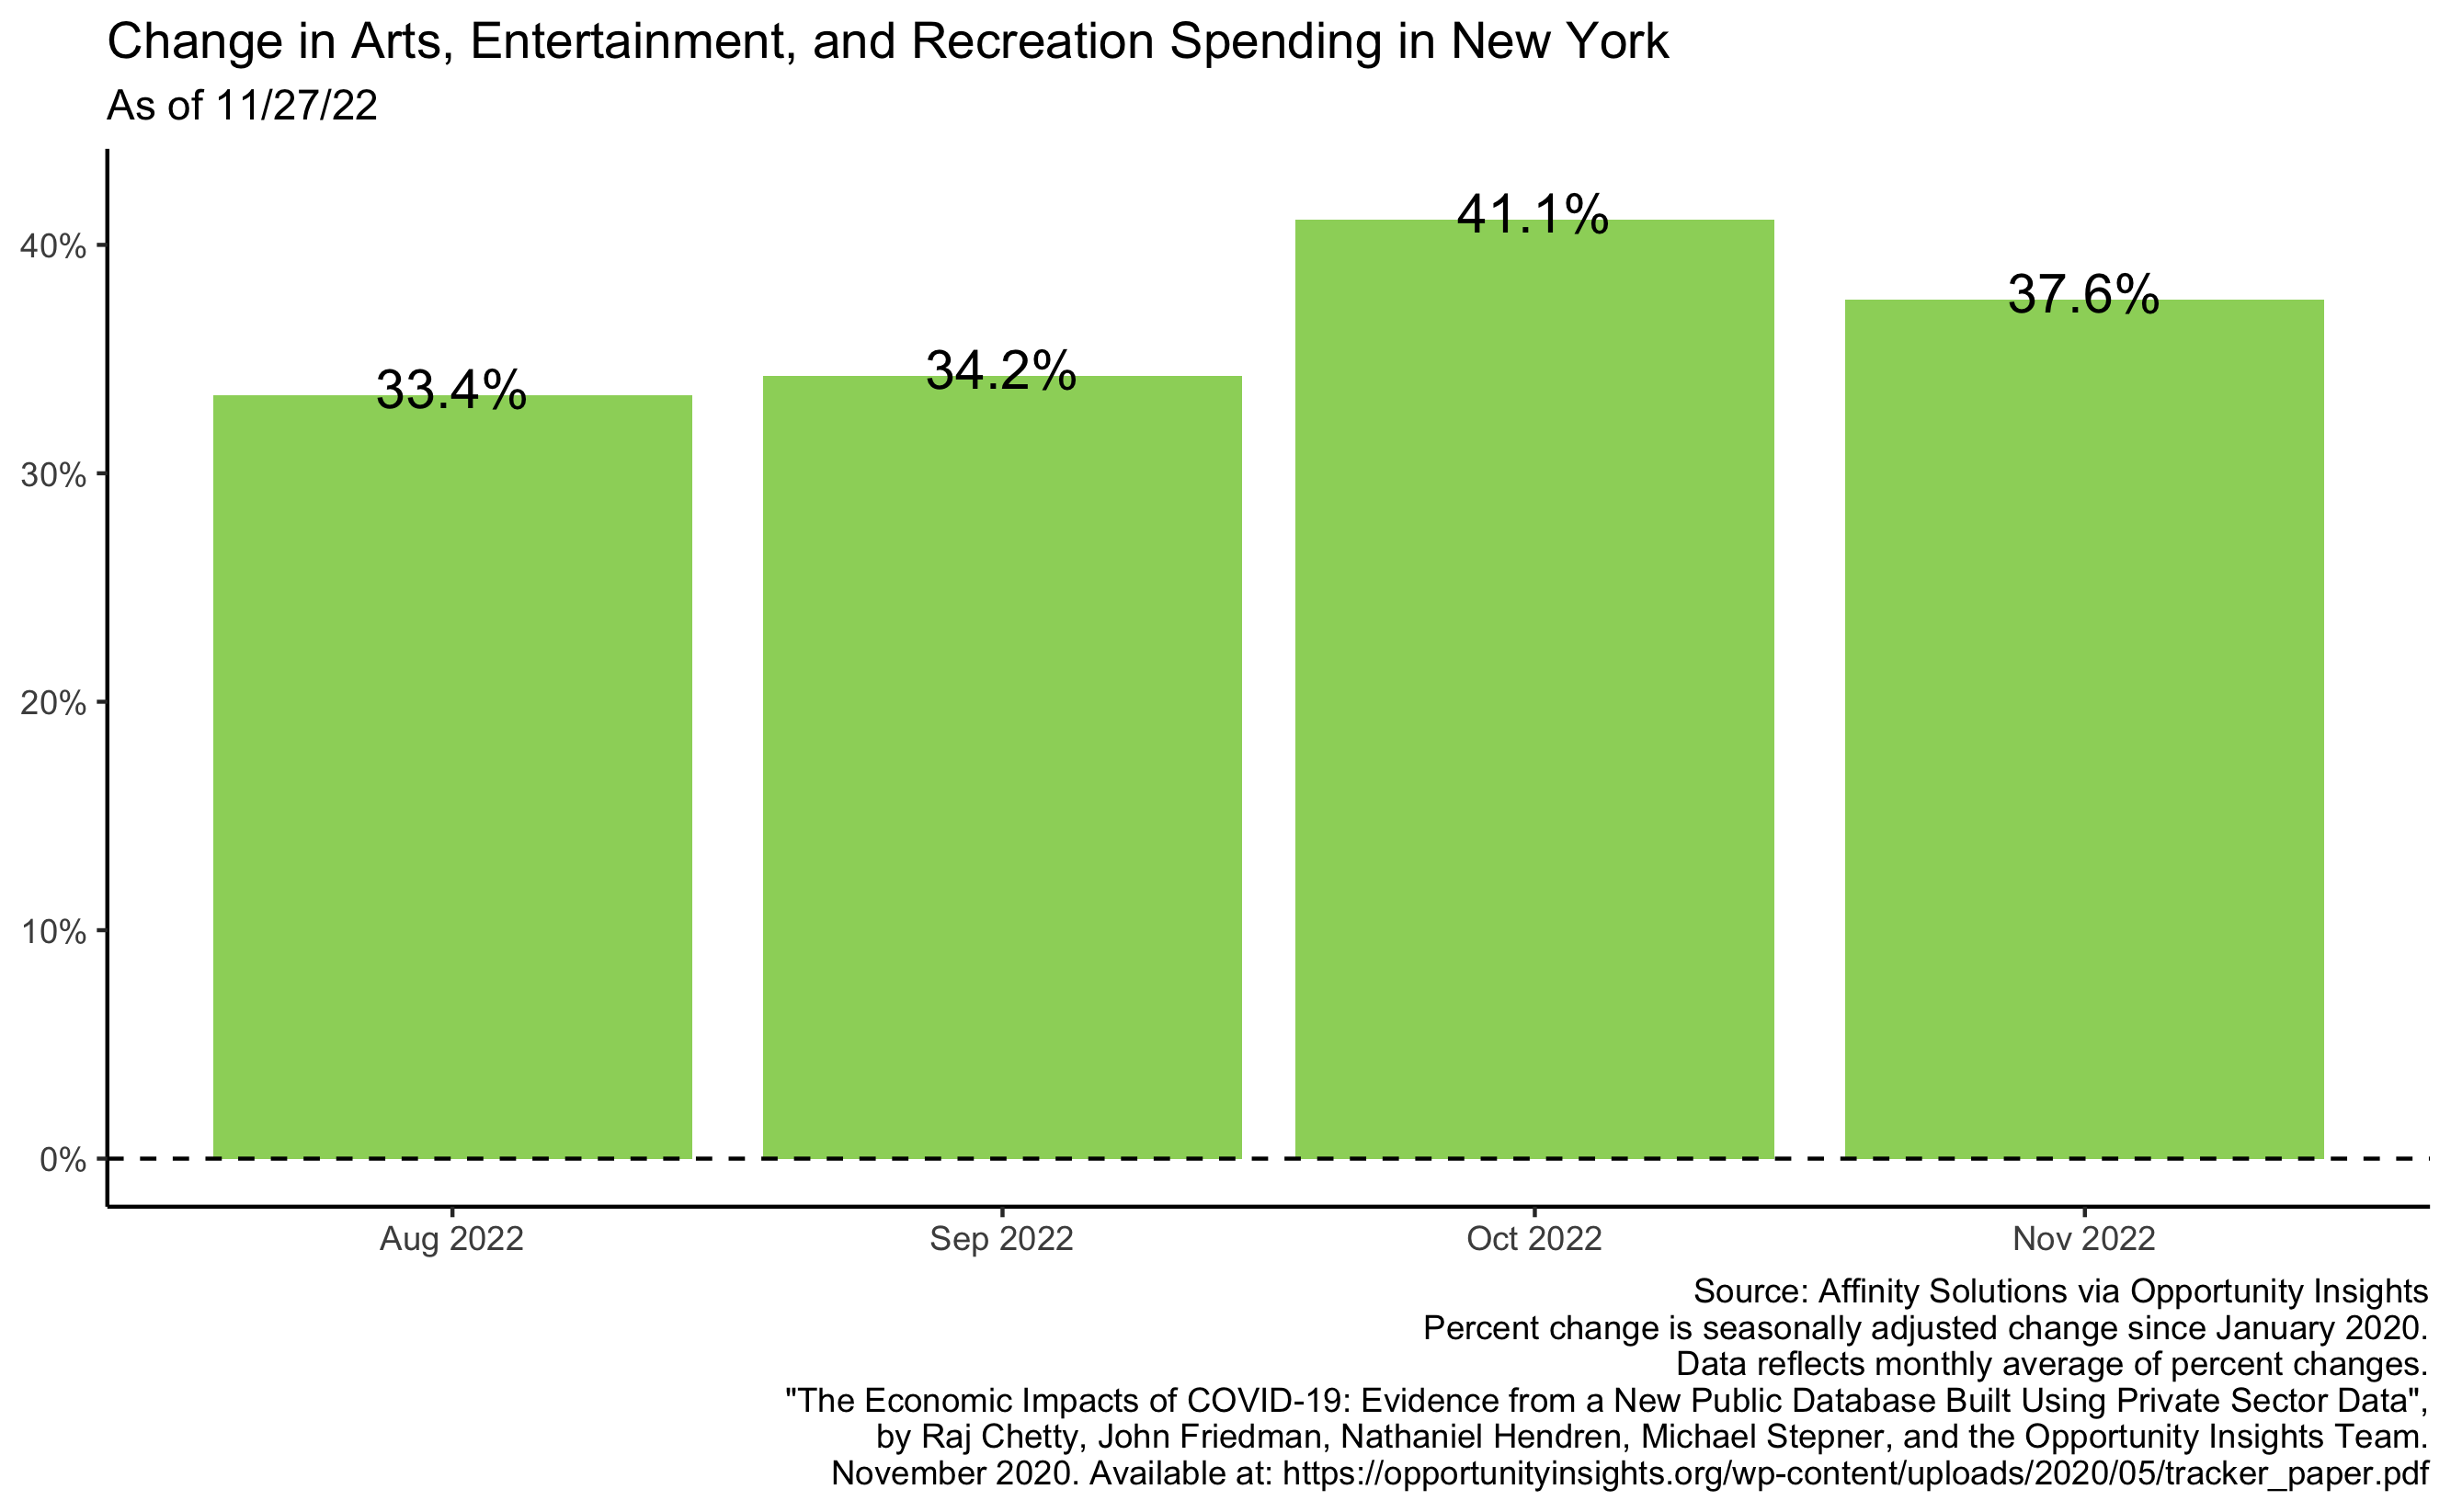 Change in Arts, Entertainment, and Recreation Spending in New York
As of 11/27/22
40%
30%
20%
10%
0%
33.4%
34.2%
41.1%
37.6%
Aug 2022
Sep 2022
Oct 2022
Nov 2022
Source: Affinity Solutions via Opportunity Insights
Percent change is seasonally adjusted change since January 2020.
Data reflects monthly average of percent changes.
"The Economic Impacts of COVID-19: Evidence from a New Public Database Built Using Private Sector Data",
by Raj Chetty, John Friedman, Nathaniel Hendren, Michael Stepner, and the Opportunity Insights Team.
November 2020. Available at: https://opportunityinsights.org/wp-content/uploads/2020/05/tracker_paper.pdf